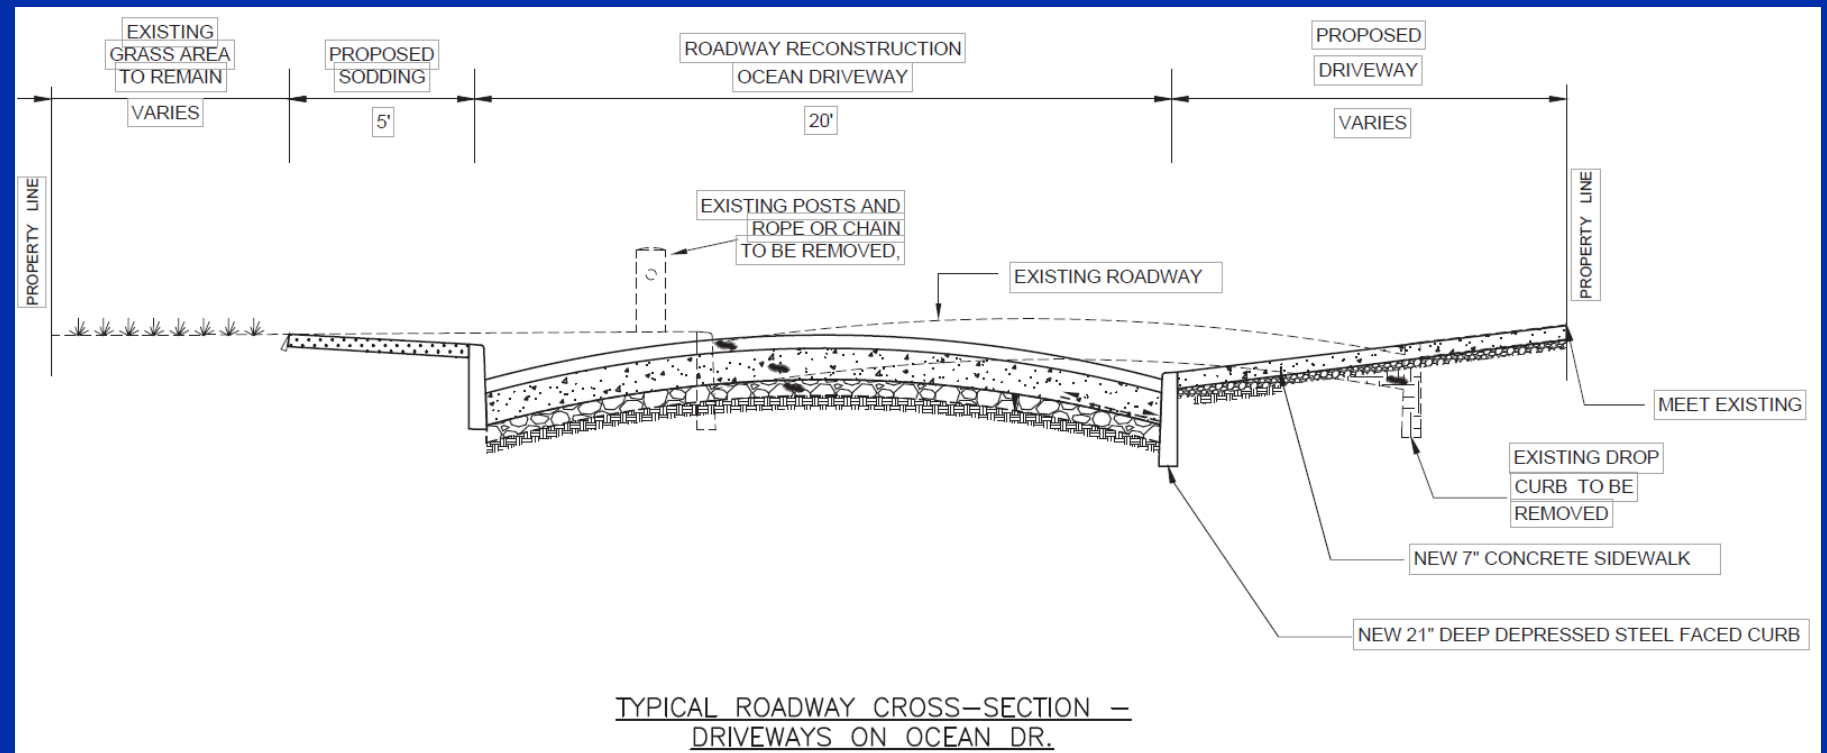 EXISTING
GRASS AREA
TO REMAIN
VARIES
PROPOSED
SODDING
5'
ROADWAY RECONSTRUCTION
OCEAN DRIVEWAY
20'
PROPOSED
DRIVEWAY
VARIES
PROPERTY LINE
EXISTING POSTS AND
ROPE OR CHAIN
TO BE REMOVED,
EXISTING ROADWAY
PROPERTY LINE
MEET EXISTING
EXISTING DROP
CURB TO BE
REMOVED
NEW 7" CONCRETE SIDEWALK
NEW 21" DEEP DEPRESSED STEEL FACED CURB
TYPICAL ROADWAY CROSS-SECTION -
DRIVEWAYS ON OCEAN DR.